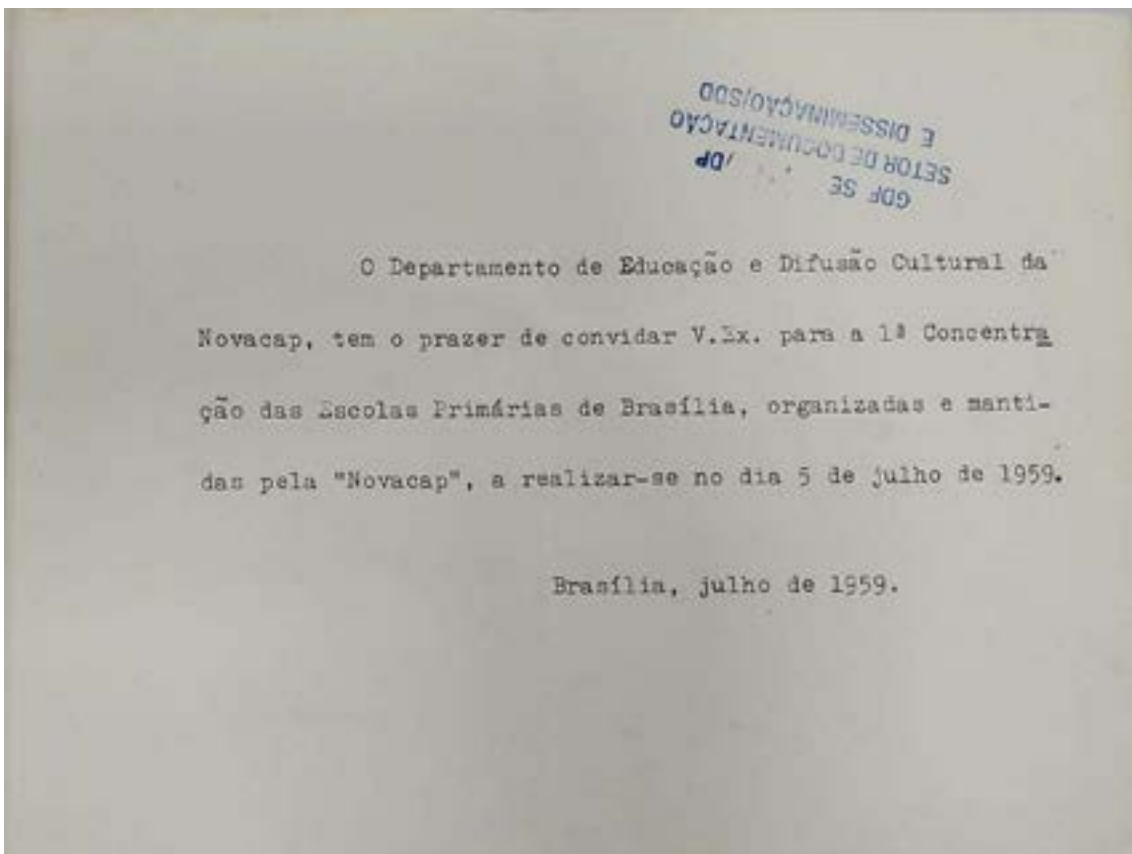 GDF SE ,DP
SETOR DE DOCUMENTAÇÃO
E DISSEMINAÇÃO/SDD
O Departamento de Educação e Difusão Cultural da
Novacap, tem o prazer de convidar V.Ex. para a 1ª Concentra
ção das Escolas Primárias de Brasília, organizadas e manti-
das pela "Novacap", a realizar-se no dia 5 de julho de 1959.
Brasília, julho de 1959.